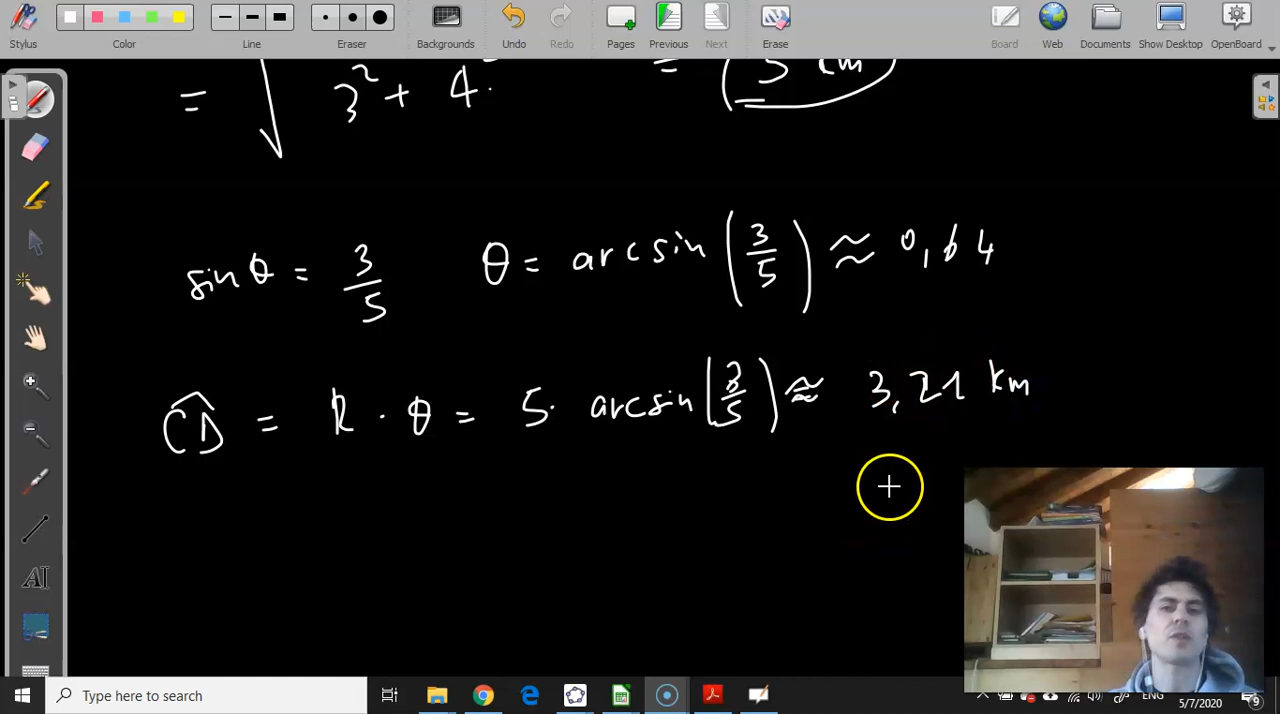 Stylus Color Line Eraser Backgrounds Undo Redo Pages Previous Next Erase Board Web Documents Show Desktop OpenBoard
= √ 3² + 4² = 5 km
sin θ = 3/5 θ = arcsin (3/5) ≈ 0,64
CD = R · θ = 5 · arcsin (3/5) ≈ 3,21 km
AI
Type here to search
ENG
5/7/2020
9